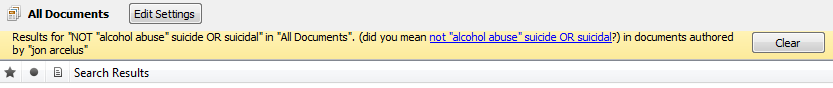 All Documents Edit Settings
Results for "NOT "alcohol abuse" suicide OR suicidal" in "All Documents". (did you mean not "alcohol abuse" suicide OR suicidal?) in documents authored
by "jon arcelus"
Clear
Search Results